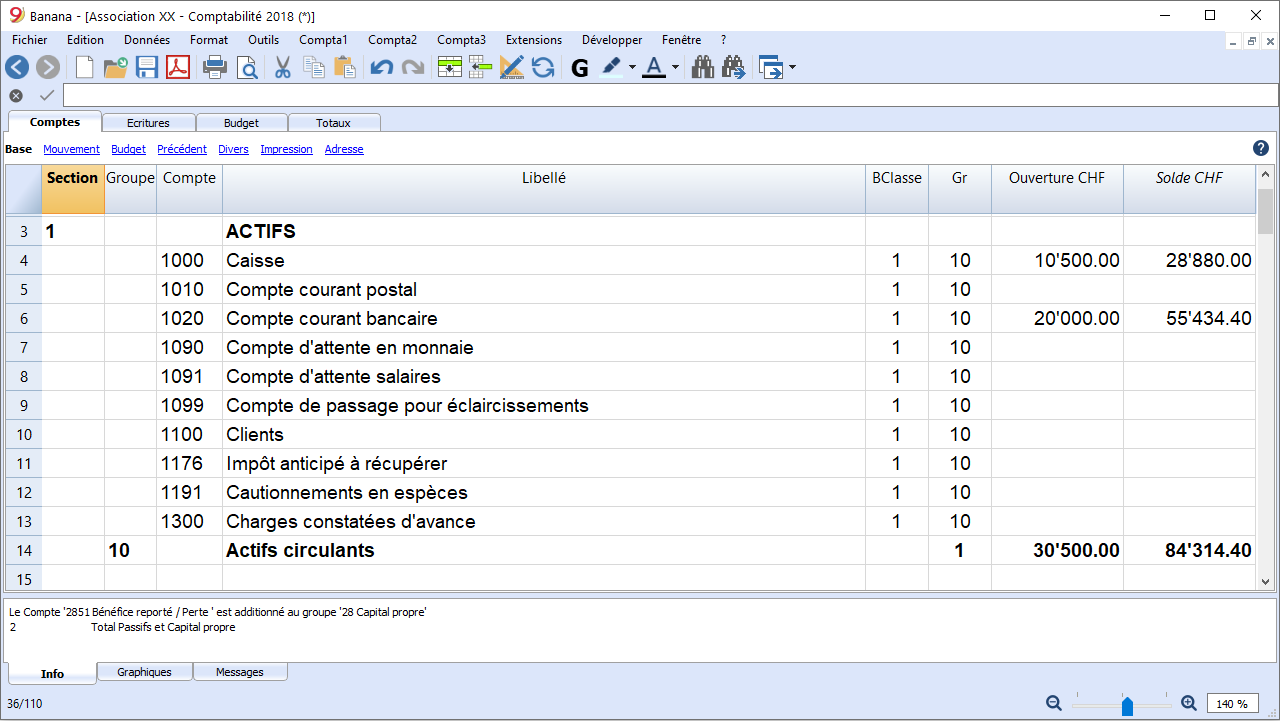 Banana - [Association XX - Comptabilité 2018 (*)]
Fichier Edition Données Format Outils Compta1 Compta2 Compta3 Extensions Développer Fenêtre ?
G A
Comptes Ecritures Budget Totaux
Base Mouvement Budget Précédent Divers Impression Adresse ?
Section Groupe Compte Libellé BClasse Gr Ouverture CHF Solde CHF
3 1 ACTIFS
4 1000 Caisse 1 10 10'500.00 28'880.00
5 1010 Compte courant postal 1 10
6 1020 Compte courant bancaire 1 10 20'000.00 55'434.40
7 1090 Compte d'attente en monnaie 1 10
8 1091 Compte d'attente salaires 1 10
9 1099 Compte de passage pour éclaircissements 1 10
10 1100 Clients 1 10
11 1176 Impôt anticipé à récupérer 1 10
12 1191 Cautionnements en espèces 1 10
13 1300 Charges constatées d'avance 1 10
14 10 Actifs circulants 1 30'500.00 84'314.40
15
Le Compte '2851 Bénéfice reporté / Perte ' est additionné au groupe '28 Capital propre'
2 Total Passifs et Capital propre
Info Graphiques Messages
36/110 140 %